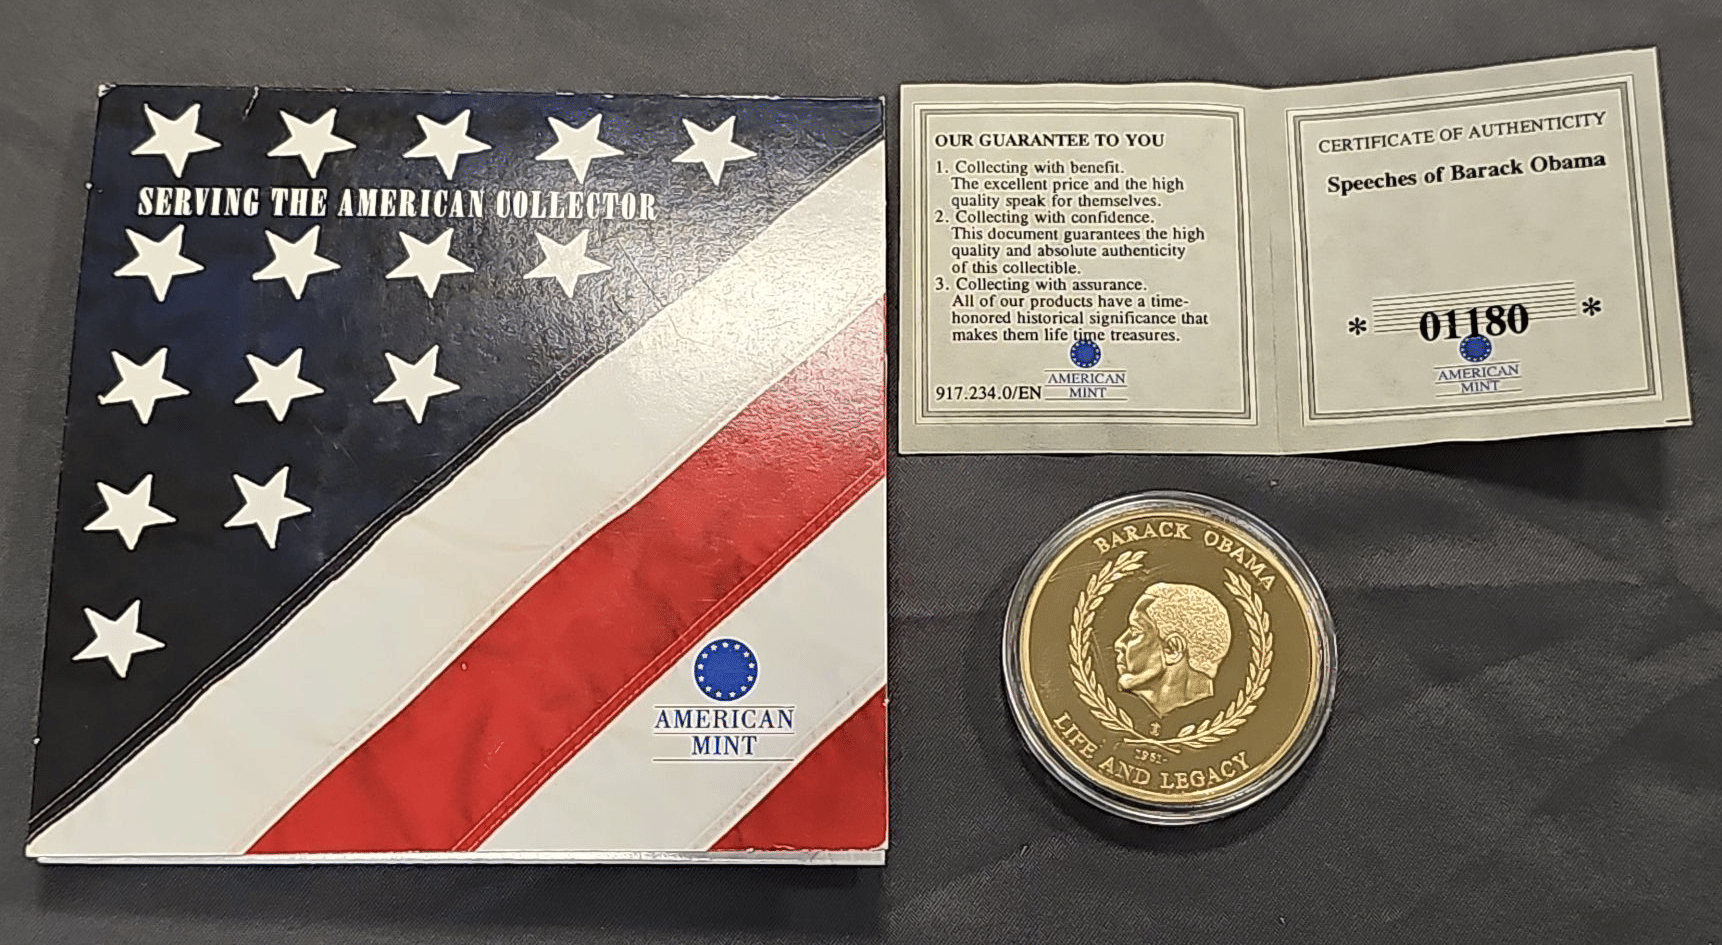 SERVING THE AMERICAN COLLECTOR
AMERICAN
MINT
OUR GUARANTEE TO YOU
1. Collecting with benefit.
The excellent price and the high
quality speak for themselves.
2. Collecting with confidence.
This document guarantees the high
quality and absolute authenticity
of this collectible.
3. Collecting with assurance.
All of our products have a time-
honored historical significance that
makes them life time treasures.
917.234.0/EN
AMERICAN
MINT
CERTIFICATE OF AUTHENTICITY
Speeches of Barack Obama
* 01180 *
AMERICAN
MINT
BARACK OBAMA
1961-
LIFE AND LEGACY